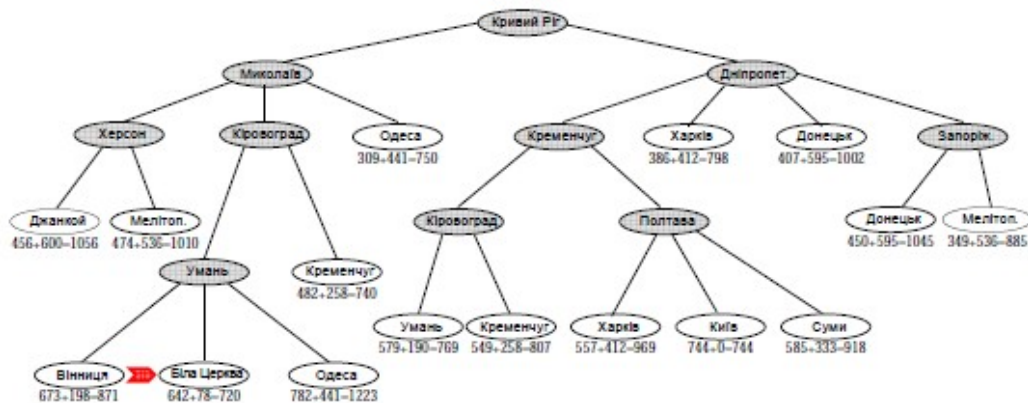 Кривий Ріг
Миколаїв
Дніпропет.
Херсон
Кіровоград
Одеса
309+441–750
Кременчуг
Харків
386+412–798
Донецьк
407+595–1002
Запоріж.
Джанкой
456+600–1056
Мелітоп.
474+536–1010
Кіровоград
Полтава
Донецьк
450+595–1045
Мелітоп.
349+536–885
Умань
Кременчуг
482+258–740
Умань
579+190–769
Кременчуг
549+258–807
Харків
557+412–969
Київ
744+0–744
Суми
585+333–918
Вінниця
673+198–871
Біла Церква
642+78–720
Одеса
782+441–1223